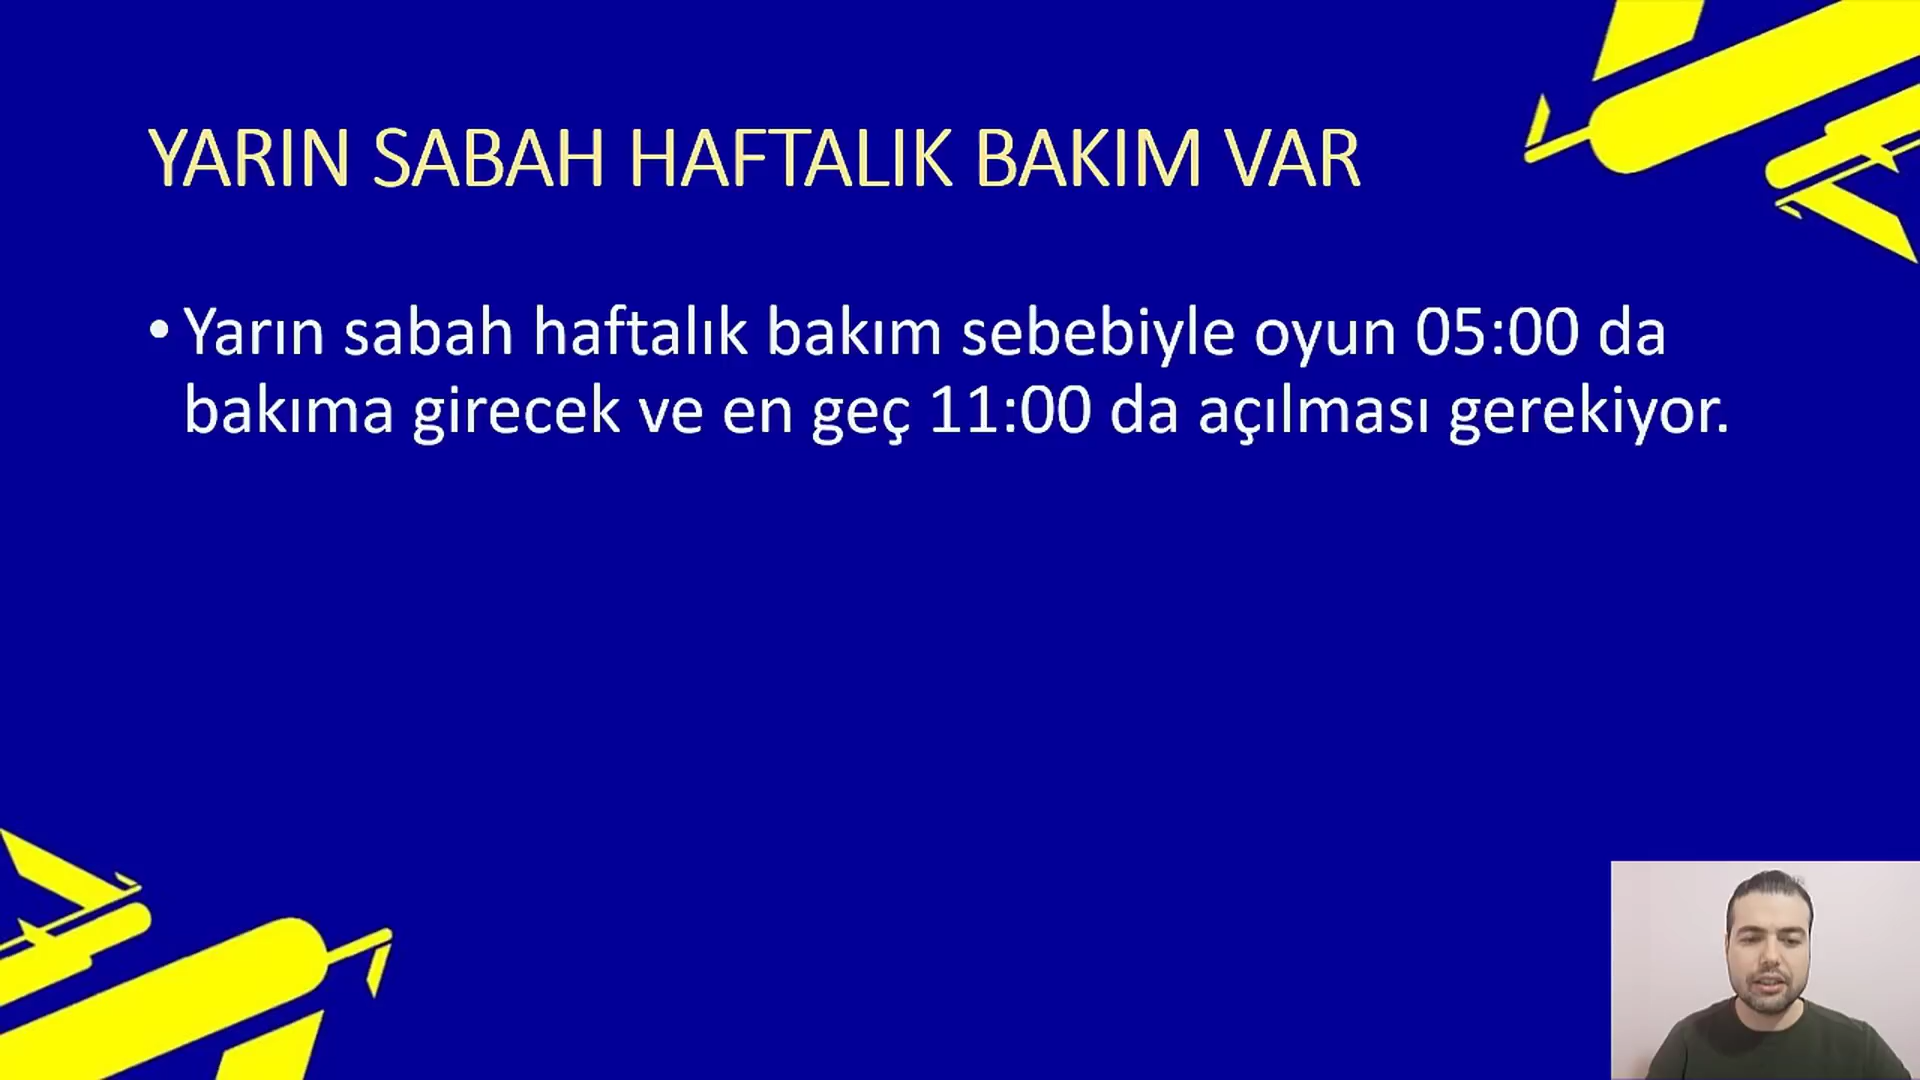 YARIN SABAH HAFTALIK BAKIM VAR
• Yarın sabah haftalık bakım sebebiyle oyun 05:00 da
bakıma girecek ve en geç 11:00 da açılması gerekiyor.